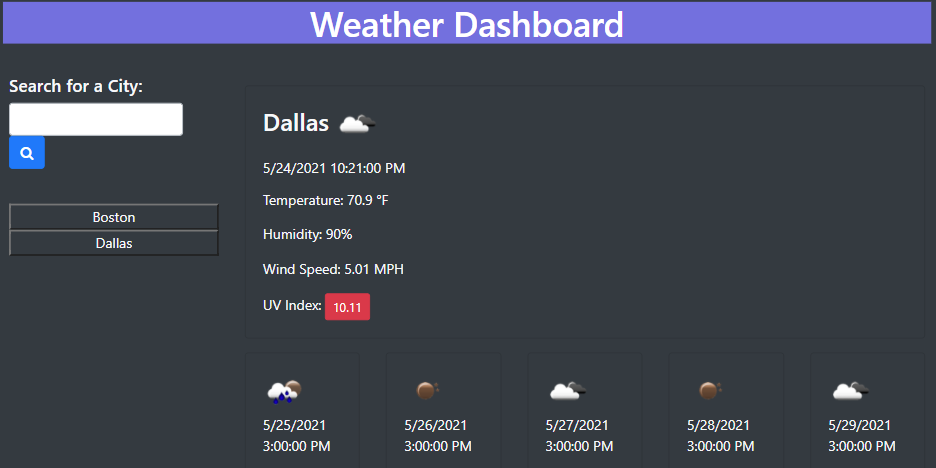 Weather Dashboard
Search for a City:
Boston
Dallas
Dallas
5/24/2021 10:21:00 PM
Temperature: 70.9 °F
Humidity: 90%
Wind Speed: 5.01 MPH
UV Index: 10.11
5/25/2021
3:00:00 PM
5/26/2021
3:00:00 PM
5/27/2021
3:00:00 PM
5/28/2021
3:00:00 PM
5/29/2021
3:00:00 PM